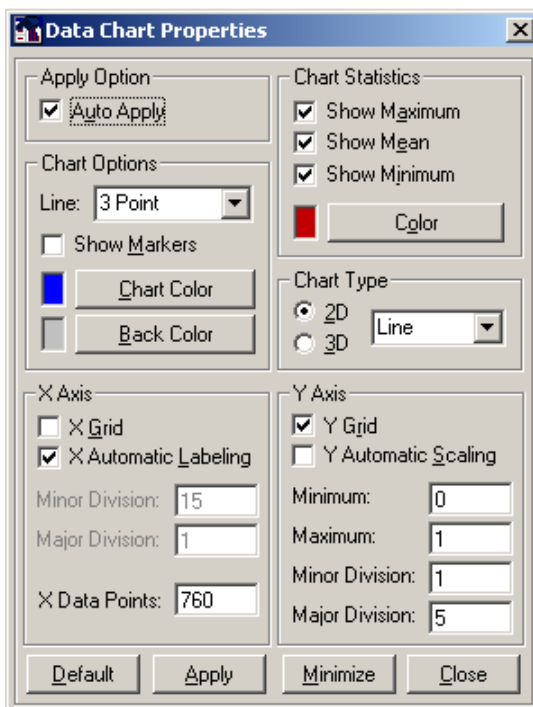 Data Chart Properties
Apply Option
Auto Apply
Chart Options
Line: 3 Point
Show Markers
Chart Color
Back Color
Chart Statistics
Show Maximum
Show Mean
Show Minimum
Color
Chart Type
2D
3D
Line
X Axis
X Grid
X Automatic Labeling
Minor Division: 15
Major Division: 1
X Data Points: 760
Y Axis
Y Grid
Y Automatic Scaling
Minimum: 0
Maximum: 1
Minor Division: 1
Major Division: 5
Default Apply Minimize Close